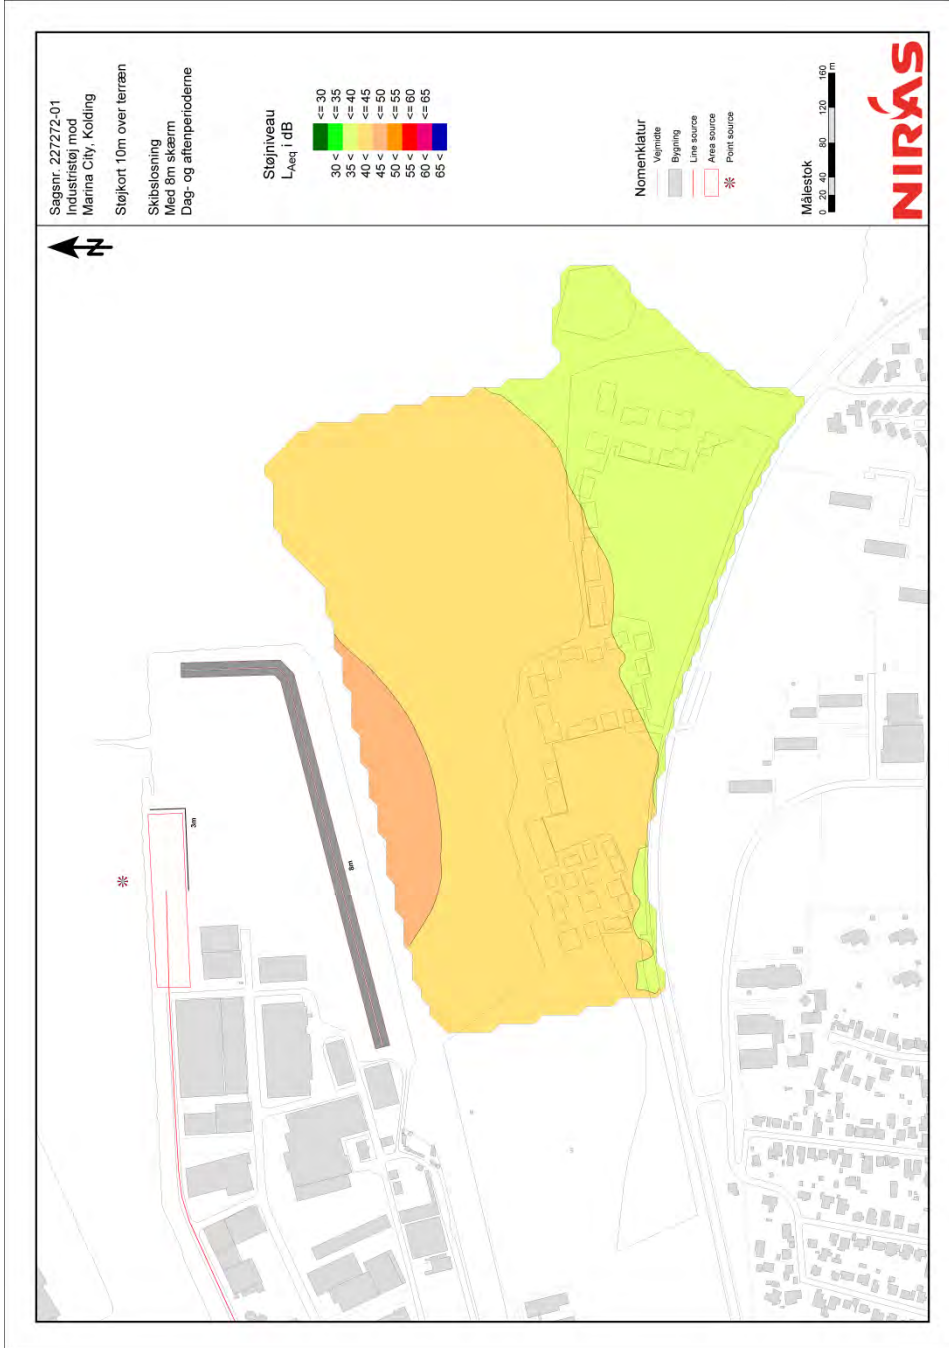 Sagsnr. 227272-01
Industristøj mod
Marina City, Kolding
Støjkort 10m over terræn
Skibslosning
Med 8m skærm
Dag- og aftenperioderne
Støjniveau
LAeq i dB
<= 30
30 < <= 35
35 < <= 40
40 < <= 45
45 < <= 50
50 < <= 55
55 < <= 60
60 < <= 65
65 <
Nomenklatur
Vejmidte
Bygning
Line source
Area source
Point source
Målestok
0 20 40 80 120 160
m
NIRAS
N
3m
8m